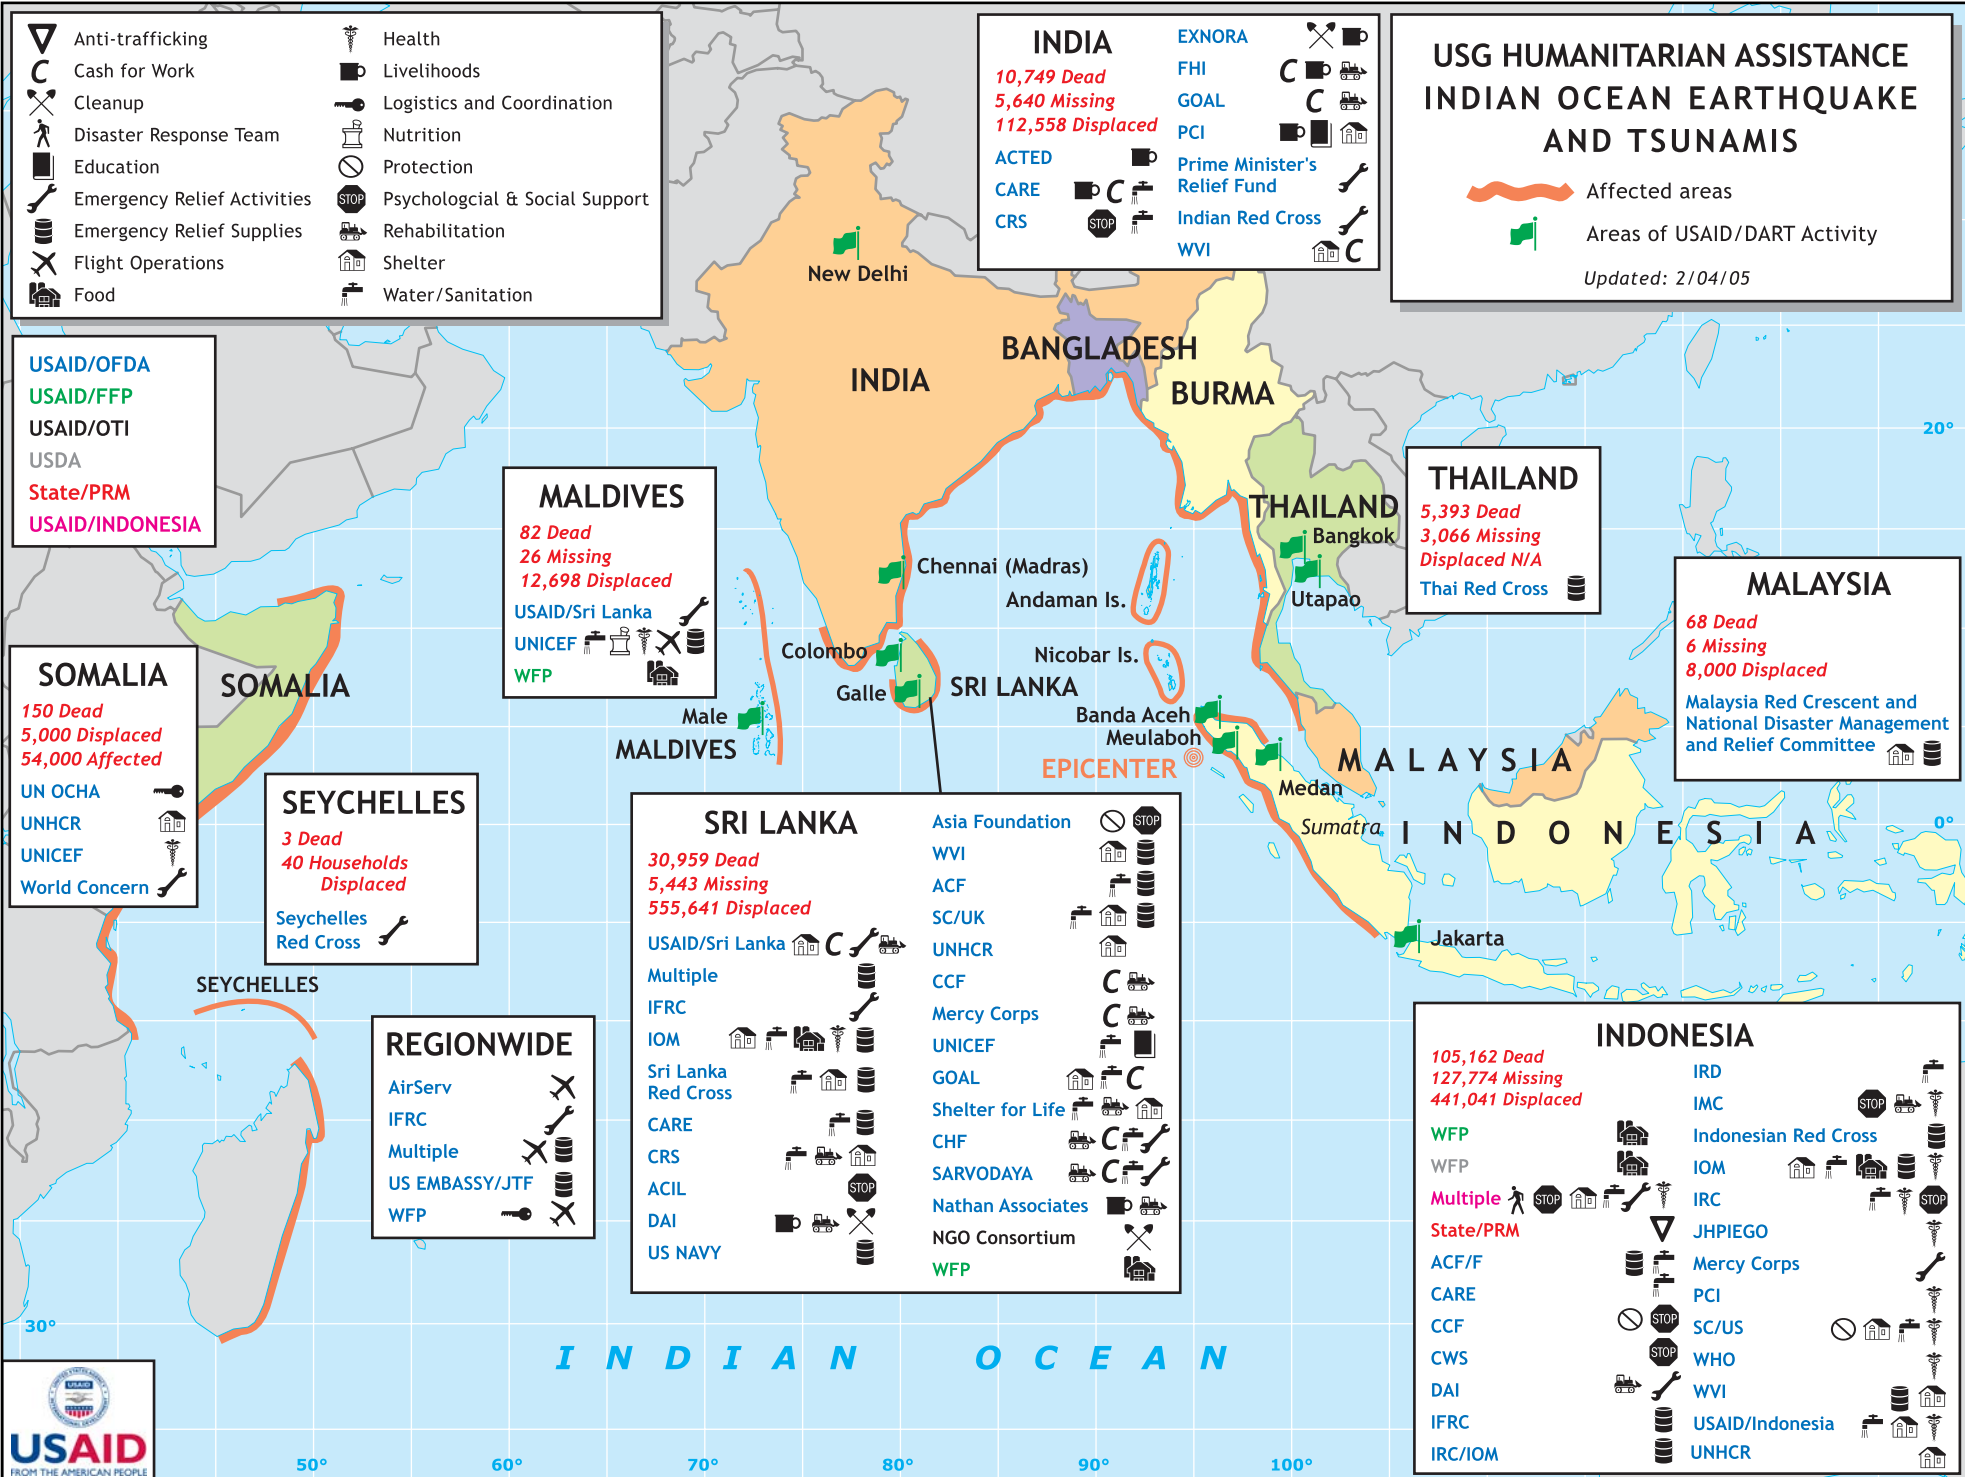 Anti-trafficking
Cash for Work
Cleanup
Disaster Response Team
Education
Emergency Relief Activities
Emergency Relief Supplies
Flight Operations
Food
Health
Livelihoods
Logistics and Coordination
Nutrition
Protection
STOP Psychologcial & Social Support
Rehabilitation
Shelter
Water/Sanitation
USAID/OFDA
USAID/FFP
USAID/OTI
USDA
State/PRM
USAID/INDONESIA
INDIA
10,749 Dead
5,640 Missing
112,558 Displaced
ACTED
CARE C
CRS STOP
EXNORA
FHI C
GOAL C
PCI
Prime Minister's
Relief Fund
Indian Red Cross
WVI C
USG HUMANITARIAN ASSISTANCE
INDIAN OCEAN EARTHQUAKE
AND TSUNAMIS
Affected areas
Areas of USAID/DART Activity
Updated: 2/04/05
New Delhi
INDIA
BANGLADESH
BURMA
THAILAND
Bangkok
Utapao
20°
MALDIVES
82 Dead
26 Missing
12,698 Displaced
USAID/Sri Lanka
UNICEF
WFP
THAILAND
5,393 Dead
3,066 Missing
Displaced N/A
Thai Red Cross
MALAYSIA
68 Dead
6 Missing
8,000 Displaced
Malaysia Red Crescent and
National Disaster Management
and Relief Committee
Chennai (Madras)
Andaman Is.
Colombo
Nicobar Is.
Galle
SRI LANKA
Male
MALDIVES
Banda Aceh
Meulaboh
EPICENTER
Medan
Sumatra
MALAYSIA
INDONESIA
0°
Jakarta
SOMALIA
SOMALIA
150 Dead
5,000 Displaced
54,000 Affected
UN OCHA
UNHCR
UNICEF
World Concern
SEYCHELLES
3 Dead
40 Households
Displaced
Seychelles
Red Cross
SEYCHELLES
REGIONWIDE
AirServ
IFRC
Multiple
US EMBASSY/JTF
WFP
SRI LANKA
30,959 Dead
5,443 Missing
555,641 Displaced
USAID/Sri Lanka C
Multiple
IFRC
IOM
Sri Lanka
Red Cross
CARE
CRS
ACIL STOP
DAI
US NAVY
Asia Foundation STOP
WVI
ACF
SC/UK
UNHCR
CCF C
Mercy Corps C
UNICEF
GOAL C
Shelter for Life
CHF C
SARVODAYA C
Nathan Associates
NGO Consortium
WFP
INDONESIA
105,162 Dead
127,774 Missing
441,041 Displaced
WFP
WFP
Multiple STOP
State/PRM
ACF/F
CARE
CCF STOP
CWS STOP
DAI
IFRC
IRC/IOM
IRD
IMC STOP
Indonesian Red Cross
IOM
IRC STOP
JHPIEGO
Mercy Corps
PCI
SC/US
WHO
WVI
USAID/Indonesia
UNHCR
INDIAN OCEAN
30°
50° 60° 70° 80° 90° 100°
USAID
USAID
FROM THE AMERICAN PEOPLE